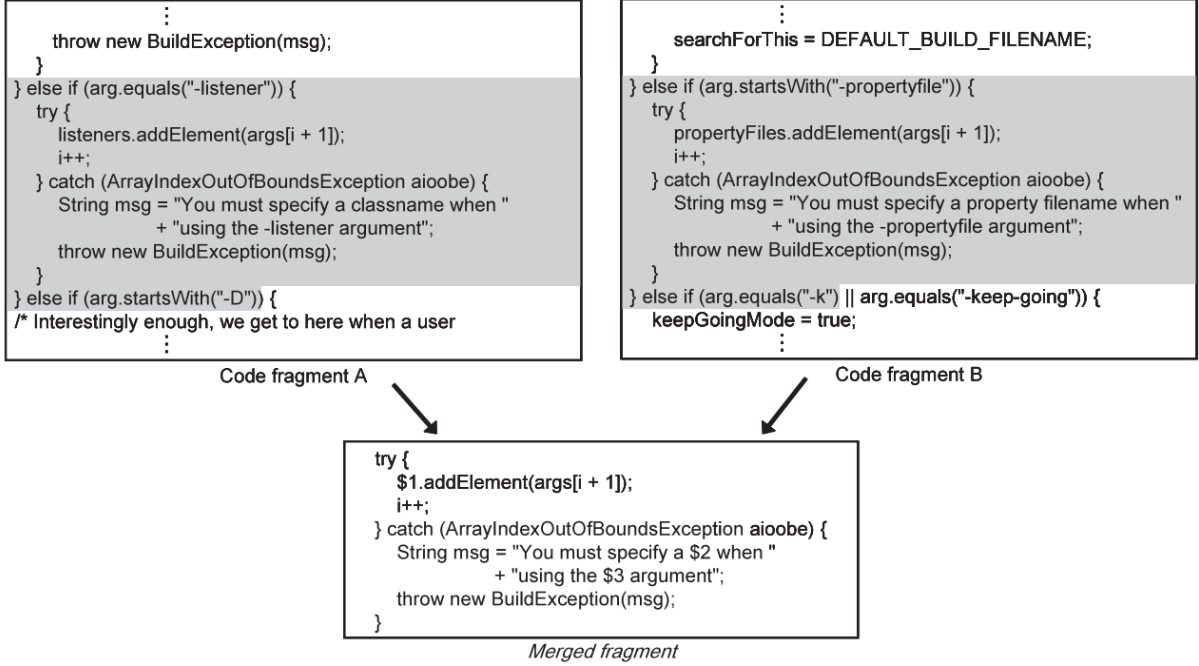 ⋮
throw new BuildException(msg);
}
} else if (arg.equals("-listener")) {
try {
listeners.addElement(args[i + 1]);
i++;
} catch (ArrayIndexOutOfBoundsException aioobe) {
String msg = "You must specify a classname when "
+ "using the -listener argument";
throw new BuildException(msg);
}
} else if (arg.startsWith("-D")) {
/* Interestingly enough, we get to here when a user
⋮
Code fragment A
⋮
searchForThis = DEFAULT_BUILD_FILENAME;
}
} else if (arg.startsWith("-propertyfile")) {
try {
propertyFiles.addElement(args[i + 1]);
i++;
} catch (ArrayIndexOutOfBoundsException aioobe) {
String msg = "You must specify a property filename when "
+ "using the -propertyfile argument";
throw new BuildException(msg);
}
} else if (arg.equals("-k") || arg.equals("-keep-going")) {
keepGoingMode = true;
⋮
Code fragment B
try {
$1.addElement(args[i + 1]);
i++;
} catch (ArrayIndexOutOfBoundsException aioobe) {
String msg = "You must specify a $2 when "
+ "using the $3 argument";
throw new BuildException(msg);
}
Merged fragment